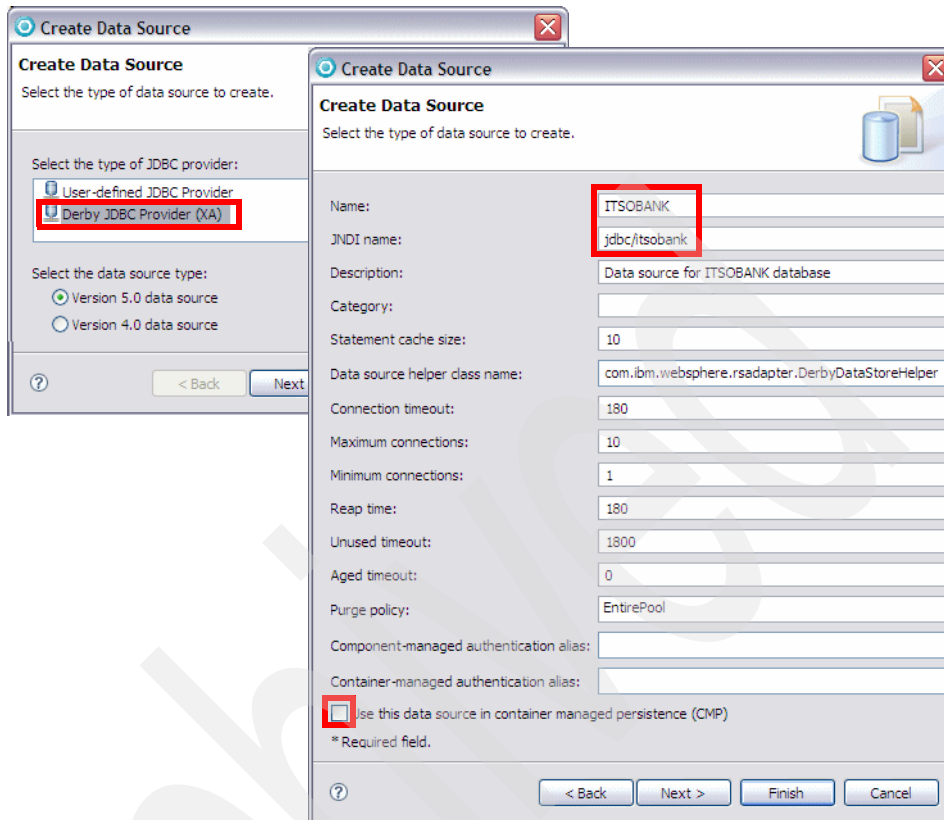 Create Data Source
Create Data Source
Select the type of data source to create.
Select the type of JDBC provider:
User-defined JDBC Provider
Derby JDBC Provider (XA)
Select the data source type:
Version 5.0 data source
Version 4.0 data source
?
< Back
Next
Create Data Source
Create Data Source
Select the type of data source to create.
Name: ITSOBANK
JNDI name: jdbc/itsobank
Description: Data source for ITSOBANK database
Category:
Statement cache size: 10
Data source helper class name: com.ibm.websphere.rsadapter.DerbyDataStoreHelper
Connection timeout: 180
Maximum connections: 10
Minimum connections: 1
Reap time: 180
Unused timeout: 1800
Aged timeout: 0
Purge policy: EntirePool
Component-managed authentication alias:
Container-managed authentication alias:
Use this data source in container managed persistence (CMP)
*Required field.
?
< Back
Next >
Finish
Cancel